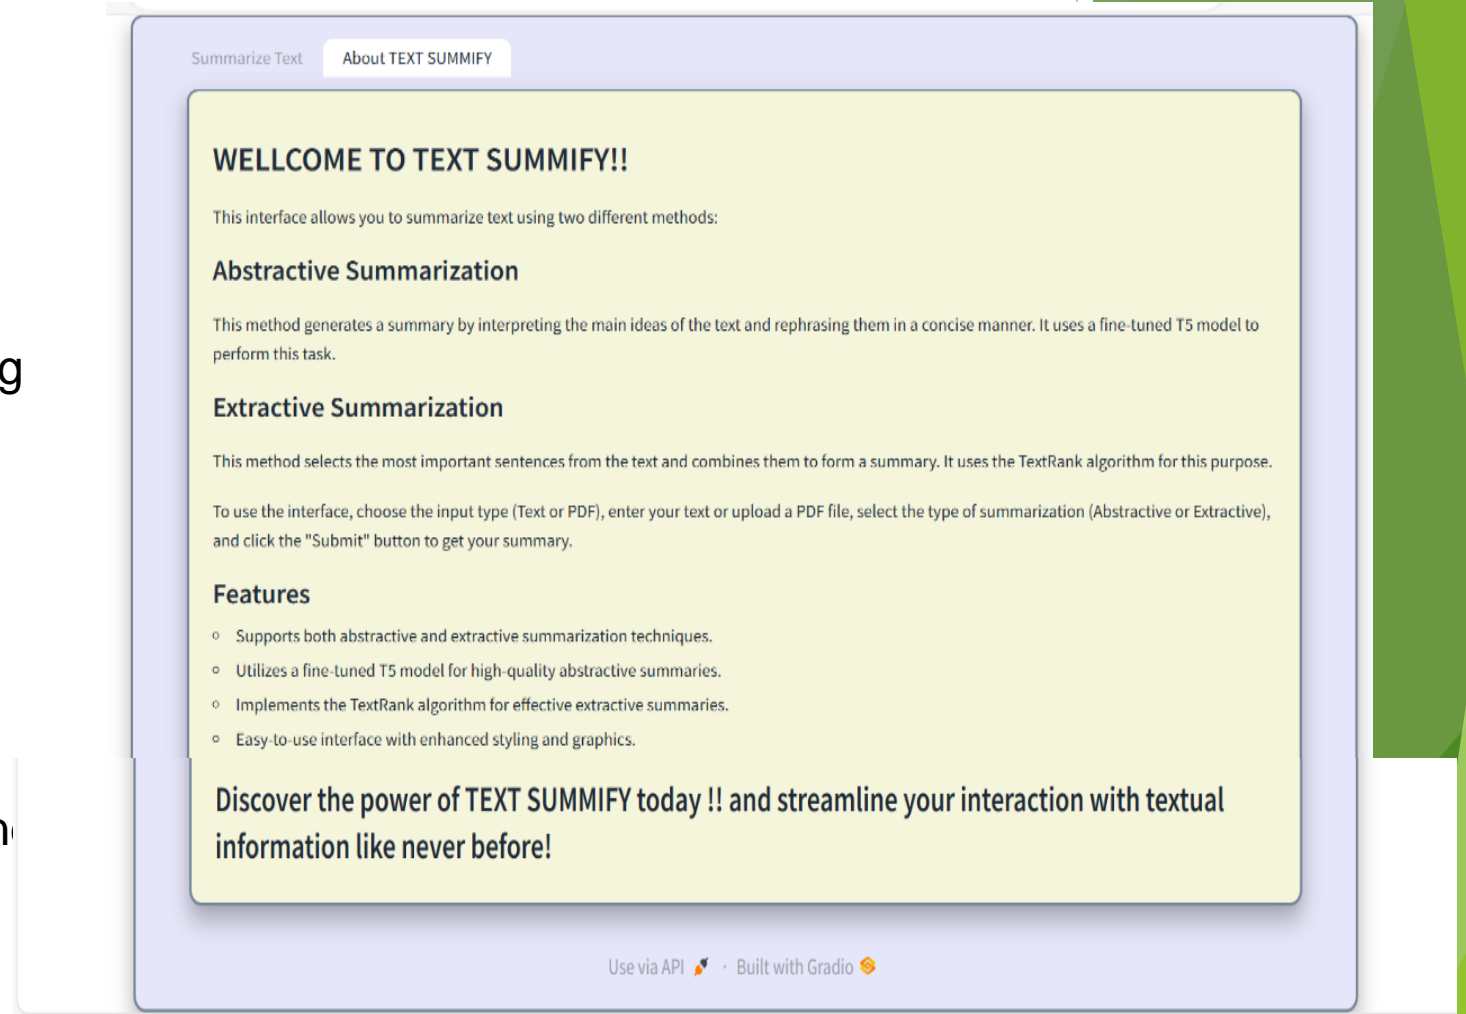 Summarize Text
About TEXT SUMMIFY
WELLCOME TO TEXT SUMMIFY!!
This interface allows you to summarize text using two different methods:
Abstractive Summarization
This method generates a summary by interpreting the main ideas of the text and rephrasing them in a concise manner. It uses a fine-tuned T5 model to
perform this task.
g
Extractive Summarization
This method selects the most important sentences from the text and combines them to form a summary. It uses the TextRank algorithm for this purpose.
To use the interface, choose the input type (Text or PDF), enter your text or upload a PDF file, select the type of summarization (Abstractive or Extractive),
and click the "Submit" button to get your summary.
Features
Supports both abstractive and extractive summarization techniques.
Utilizes a fine-tuned T5 model for high-quality abstractive summaries.
Implements the TextRank algorithm for effective extractive summaries.
Easy-to-use interface with enhanced styling and graphics.
Discover the power of TEXT SUMMIFY today !! and streamline your interaction with textual
information like never before!
Use via API · Built with Gradio